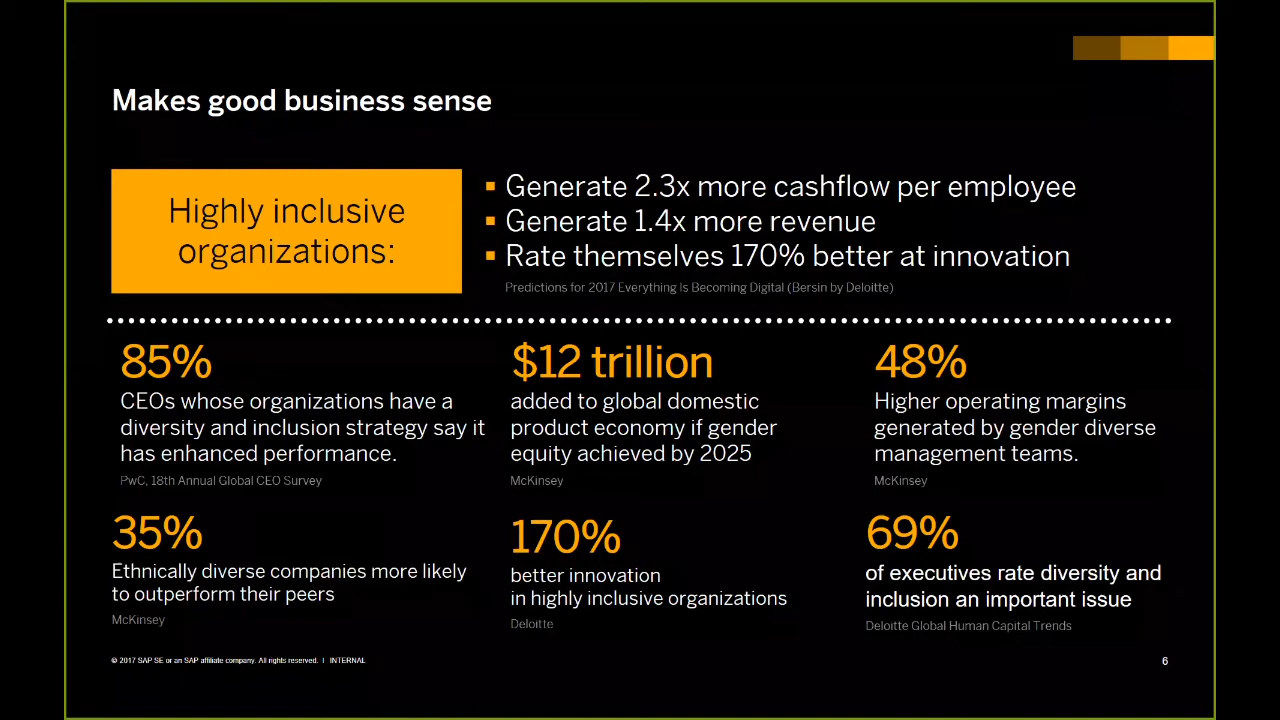 Makes good business sense
Highly inclusive
organizations:
▪ Generate 2.3x more cashflow per employee
▪ Generate 1.4x more revenue
▪ Rate themselves 170% better at innovation
Predictions for 2017 Everything Is Becoming Digital (Bersin by Deloitte)
85%
CEOs whose organizations have a
diversity and inclusion strategy say it
has enhanced performance.
PwC, 18th Annual Global CEO Survey
$12 trillion
added to global domestic
product economy if gender
equity achieved by 2025
McKinsey
48%
Higher operating margins
generated by gender diverse
management teams.
McKinsey
35%
Ethnically diverse companies more likely
to outperform their peers
McKinsey
170%
better innovation
in highly inclusive organizations
Deloitte
69%
of executives rate diversity and
inclusion an important issue
Deloitte Global Human Capital Trends
© 2017 SAP SE or an SAP affiliate company. All rights reserved. | INTERNAL
6